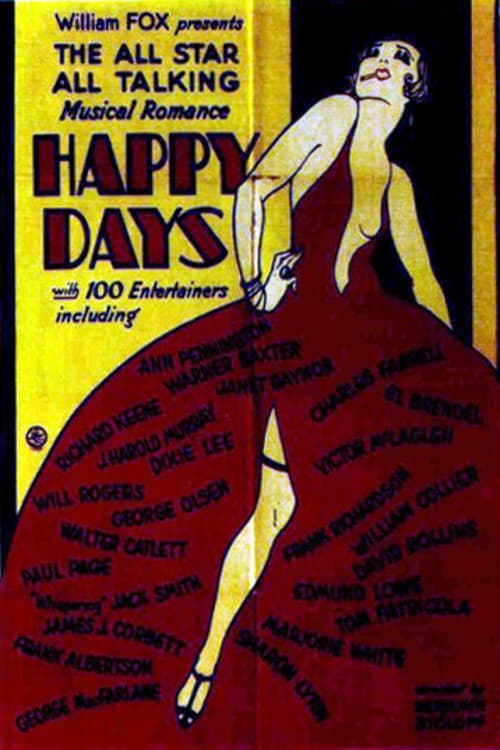 William FOX presents
THE ALL STAR
ALL TALKING
Musical Romance
HAPPY
DAYS
with 100 Entertainers
including
ANN PENNINGTON
WARNER BAXTER
JANET GAYNOR
CHARLES FARRELL
EL BRENDEL
RICHARD KEENE
J. HAROLD MURRAY
DIXIE LEE
VICTOR McLAGLEN
WILL ROGERS
GEORGE OLSEN
WALTER CATLETT
PAUL PAGE
"Whispering" JACK SMITH
JAMES J. CORBETT
FRANK ALBERTSON
GEORGE MacFARLANE
FRANK RICHARDSON
WILLIAM COLLIER
DAVID ROLLINS
EDMUND LOWE
TOM PATRICOLA
MARJORIE WHITE
SHARON LYNN
directed by
BENJAMIN
STOLOFF